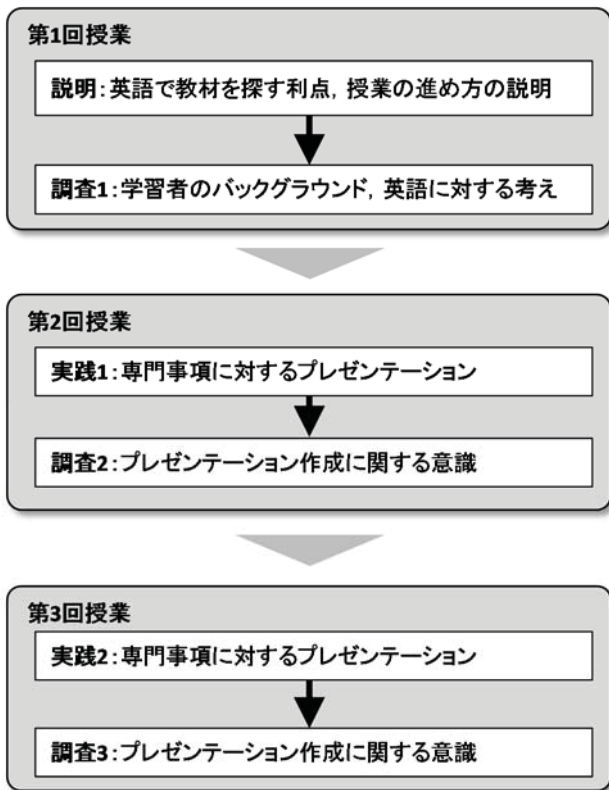 第1回授業
説明：英語で教材を探す利点，授業の進め方の説明
調査1：学習者のバックグラウンド，英語に対する考え
第2回授業
実践1：専門事項に対するプレゼンテーション
調査2：プレゼンテーション作成に関する意識
第3回授業
実践2：専門事項に対するプレゼンテーション
調査3：プレゼンテーション作成に関する意識